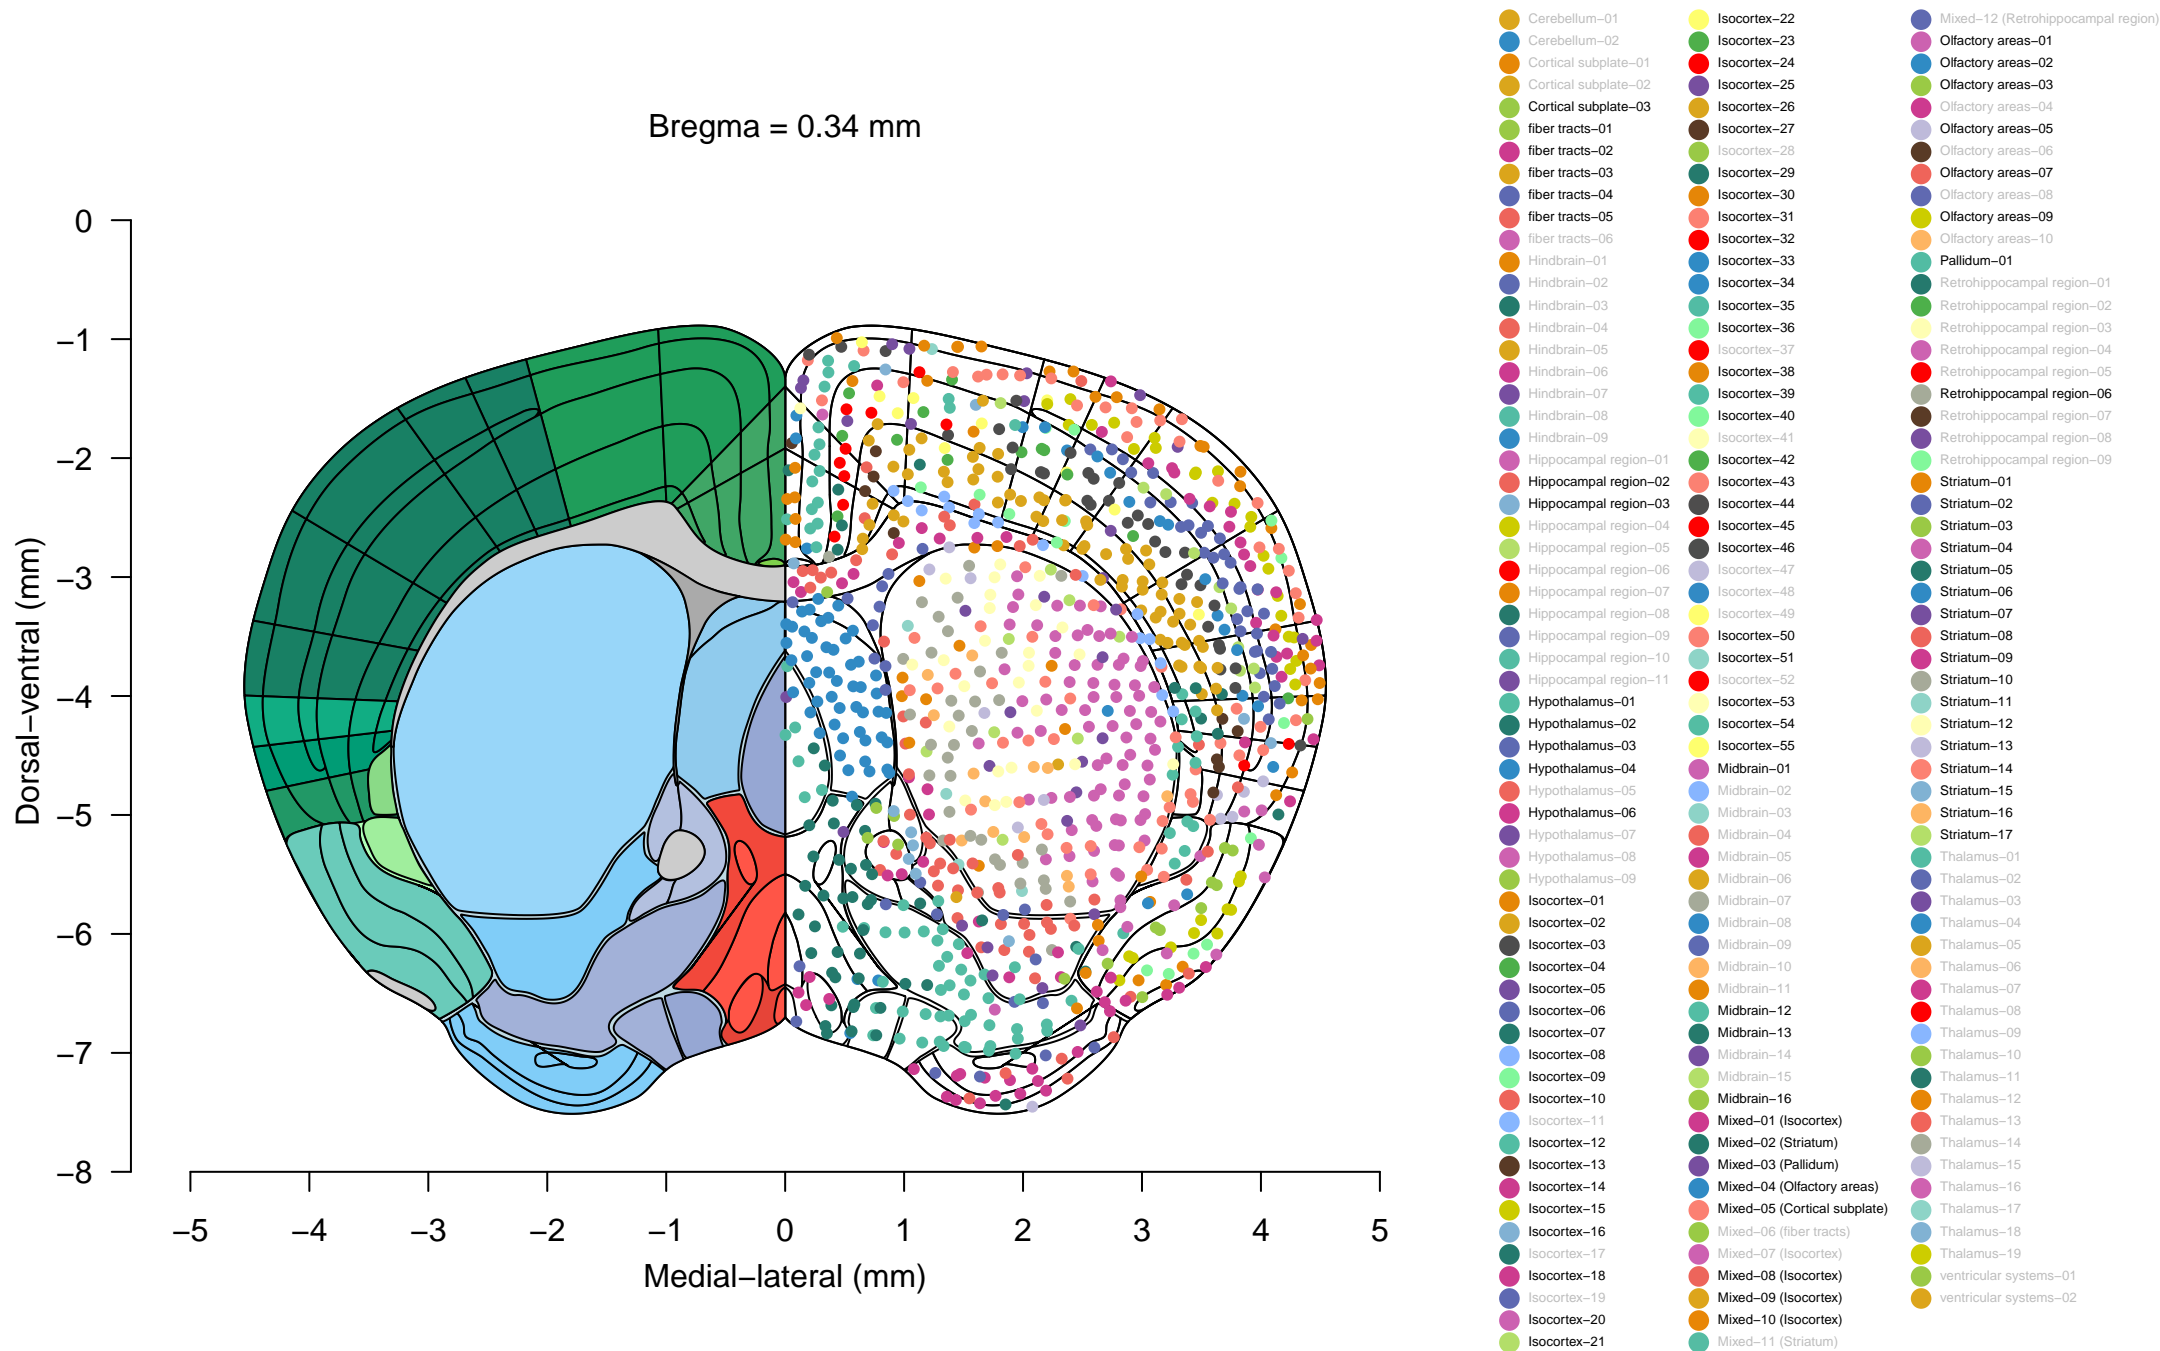 Bregma = 0.34 mm
0
−1
−2
−3
−4
−5
−6
−7
−8
Dorsal−ventral (mm)
−5
−4
−3
−2
−1
0
1
2
3
4
5
Medial−lateral (mm)
Cerebellum−01
Cerebellum−02
Cortical subplate−01
Cortical subplate−02
Cortical subplate−03
fiber tracts−01
fiber tracts−02
fiber tracts−03
fiber tracts−04
fiber tracts−05
fiber tracts−06
Hindbrain−01
Hindbrain−02
Hindbrain−03
Hindbrain−04
Hindbrain−05
Hindbrain−06
Hindbrain−07
Hindbrain−08
Hindbrain−09
Hippocampal region−01
Hippocampal region−02
Hippocampal region−03
Hippocampal region−04
Hippocampal region−05
Hippocampal region−06
Hippocampal region−07
Hippocampal region−08
Hippocampal region−09
Hippocampal region−10
Hippocampal region−11
Hypothalamus−01
Hypothalamus−02
Hypothalamus−03
Hypothalamus−04
Hypothalamus−05
Hypothalamus−06
Hypothalamus−07
Hypothalamus−08
Hypothalamus−09
Isocortex−01
Isocortex−02
Isocortex−03
Isocortex−04
Isocortex−05
Isocortex−06
Isocortex−07
Isocortex−08
Isocortex−09
Isocortex−10
Isocortex−11
Isocortex−12
Isocortex−13
Isocortex−14
Isocortex−15
Isocortex−16
Isocortex−17
Isocortex−18
Isocortex−19
Isocortex−20
Isocortex−21
Isocortex−22
Isocortex−23
Isocortex−24
Isocortex−25
Isocortex−26
Isocortex−27
Isocortex−28
Isocortex−29
Isocortex−30
Isocortex−31
Isocortex−32
Isocortex−33
Isocortex−34
Isocortex−35
Isocortex−36
Isocortex−37
Isocortex−38
Isocortex−39
Isocortex−40
Isocortex−41
Isocortex−42
Isocortex−43
Isocortex−44
Isocortex−45
Isocortex−46
Isocortex−47
Isocortex−48
Isocortex−49
Isocortex−50
Isocortex−51
Isocortex−52
Isocortex−53
Isocortex−54
Isocortex−55
Midbrain−01
Midbrain−02
Midbrain−03
Midbrain−04
Midbrain−05
Midbrain−06
Midbrain−07
Midbrain−08
Midbrain−09
Midbrain−10
Midbrain−11
Midbrain−12
Midbrain−13
Midbrain−14
Midbrain−15
Midbrain−16
Mixed−01 (Isocortex)
Mixed−02 (Striatum)
Mixed−03 (Pallidum)
Mixed−04 (Olfactory areas)
Mixed−05 (Cortical subplate)
Mixed−06 (fiber tracts)
Mixed−07 (Isocortex)
Mixed−08 (Isocortex)
Mixed−09 (Isocortex)
Mixed−10 (Isocortex)
Mixed−11 (Striatum)
Mixed−12 (Retrohippocampal region)
Olfactory areas−01
Olfactory areas−02
Olfactory areas−03
Olfactory areas−04
Olfactory areas−05
Olfactory areas−06
Olfactory areas−07
Olfactory areas−08
Olfactory areas−09
Olfactory areas−10
Pallidum−01
Retrohippocampal region−01
Retrohippocampal region−02
Retrohippocampal region−03
Retrohippocampal region−04
Retrohippocampal region−05
Retrohippocampal region−06
Retrohippocampal region−07
Retrohippocampal region−08
Retrohippocampal region−09
Striatum−01
Striatum−02
Striatum−03
Striatum−04
Striatum−05
Striatum−06
Striatum−07
Striatum−08
Striatum−09
Striatum−10
Striatum−11
Striatum−12
Striatum−13
Striatum−14
Striatum−15
Striatum−16
Striatum−17
Thalamus−01
Thalamus−02
Thalamus−03
Thalamus−04
Thalamus−05
Thalamus−06
Thalamus−07
Thalamus−08
Thalamus−09
Thalamus−10
Thalamus−11
Thalamus−12
Thalamus−13
Thalamus−14
Thalamus−15
Thalamus−16
Thalamus−17
Thalamus−18
Thalamus−19
ventricular systems−01
ventricular systems−02